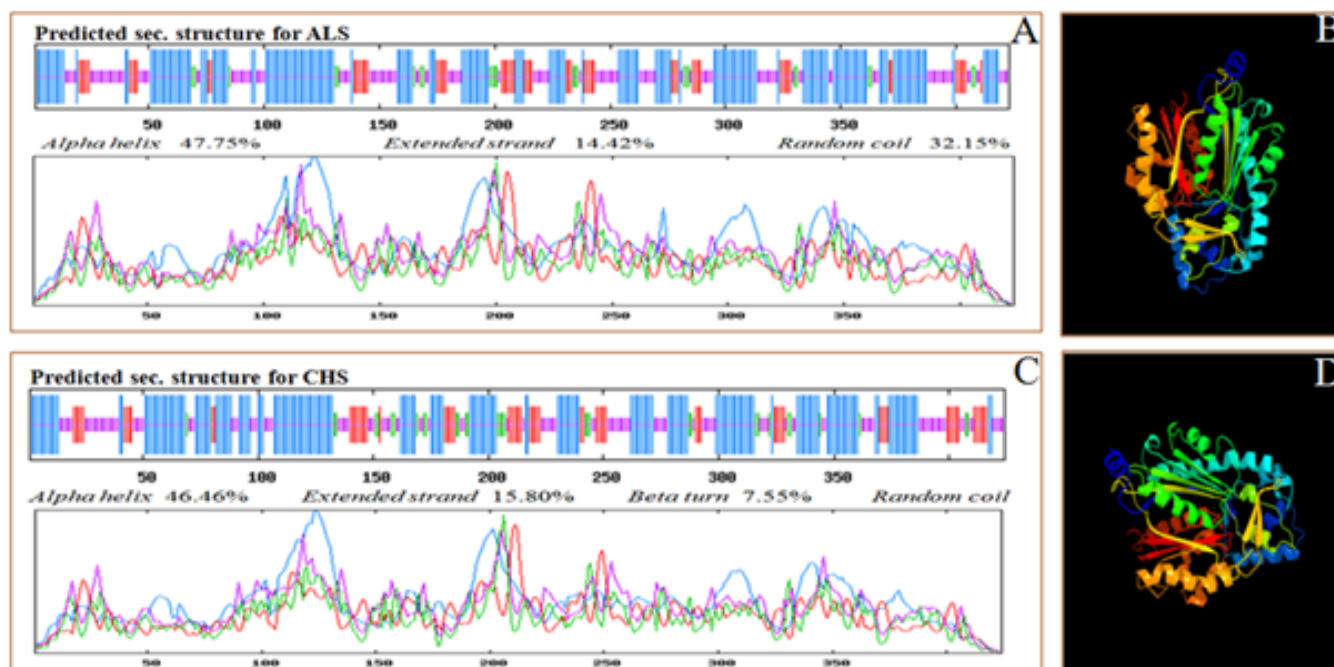 Predicted sec. structure for ALS
A
B
50 100 150 200 250 300 350
Alpha helix 47.75% Extended strand 14.42% Random coil 32.15%
50 100 150 200 250 300 350
Predicted sec. structure for CHS
C
D
50 100 150 200 250 300 350
Alpha helix 46.46% Extended strand 15.80% Beta turn 7.55% Random coil
50 100 150 200 250 300 350